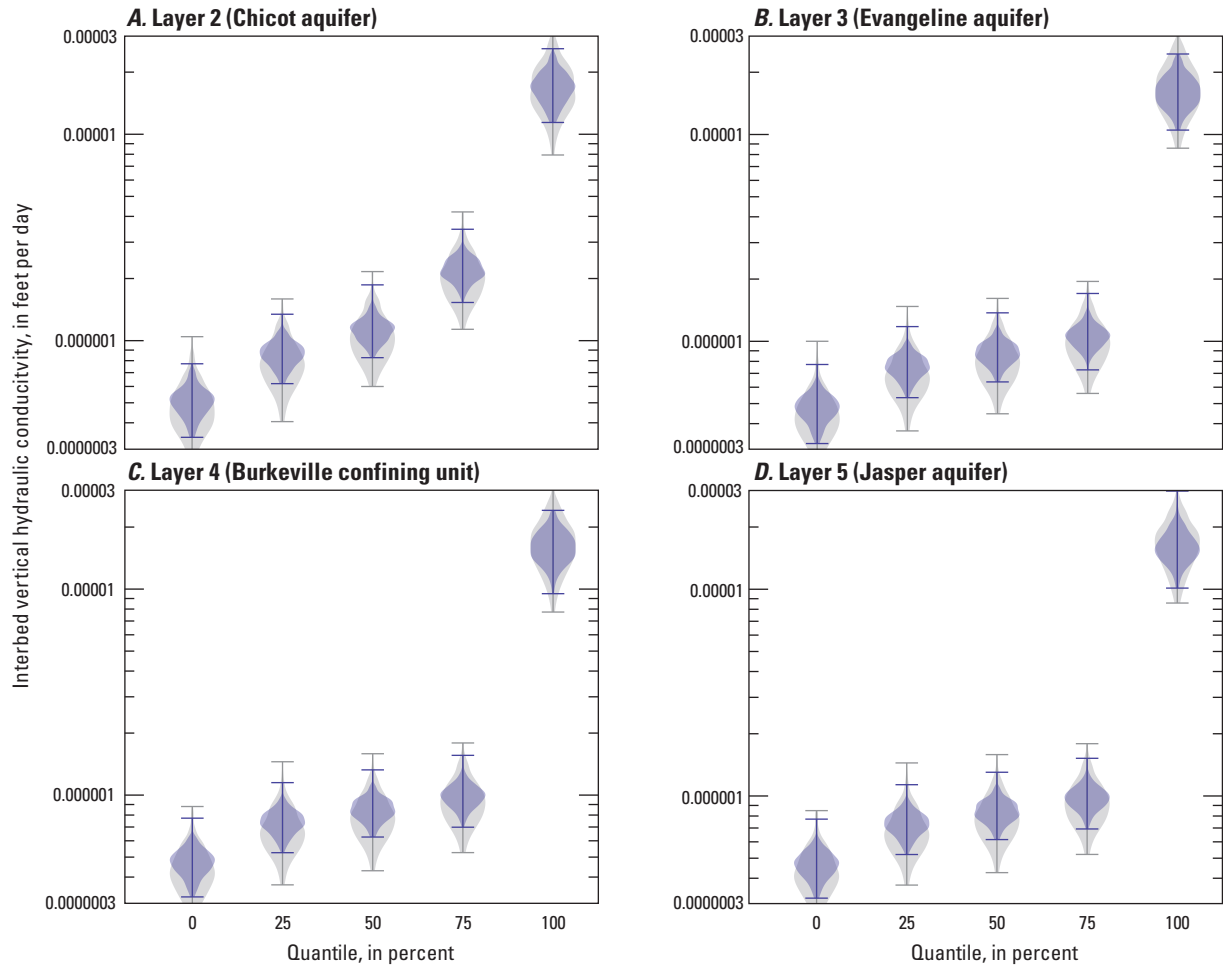 A. Layer 2 (Chicot aquifer)
0.00003
0.00001
0.000001
0.0000003
B. Layer 3 (Evangeline aquifer)
0.00003
0.00001
0.000001
0.0000003
C. Layer 4 (Burkeville confining unit)
0.00003
0.00001
0.000001
0.0000003
0 25 50 75 100
Quantile, in percent
D. Layer 5 (Jasper aquifer)
0.00003
0.00001
0.000001
0.0000003
0 25 50 75 100
Quantile, in percent
Interbed vertical hydraulic conducitvity, in feet per day